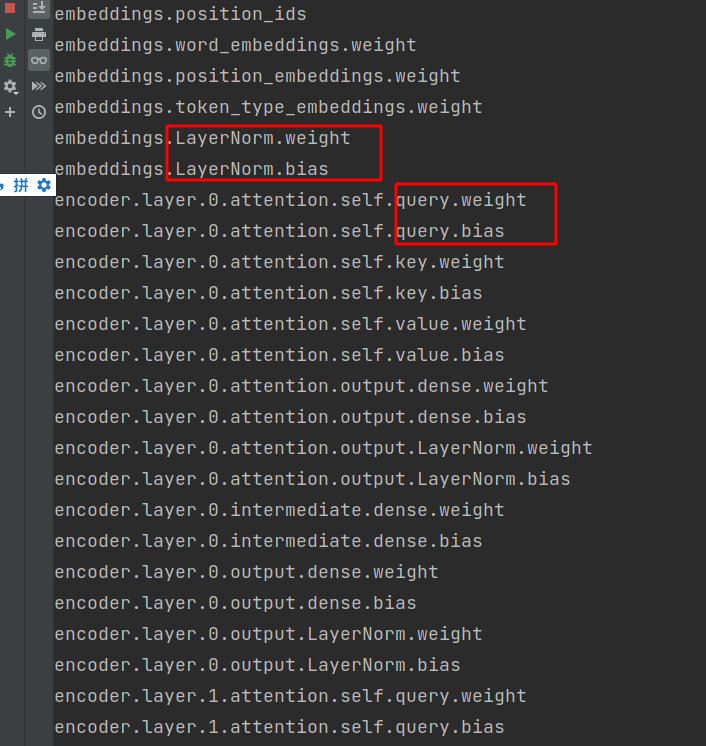 embeddings.position_ids
embeddings.word_embeddings.weight
embeddings.position_embeddings.weight
embeddings.token_type_embeddings.weight
embeddings.LayerNorm.weight
embeddings.LayerNorm.bias
拼
encoder.layer.0.attention.self.query.weight
encoder.layer.0.attention.self.query.bias
encoder.layer.0.attention.self.key.weight
encoder.layer.0.attention.self.key.bias
encoder.layer.0.attention.self.value.weight
encoder.layer.0.attention.self.value.bias
encoder.layer.0.attention.output.dense.weight
encoder.layer.0.attention.output.dense.bias
encoder.layer.0.attention.output.LayerNorm.weight
encoder.layer.0.attention.output.LayerNorm.bias
encoder.layer.0.intermediate.dense.weight
encoder.layer.0.intermediate.dense.bias
encoder.layer.0.output.dense.weight
encoder.layer.0.output.dense.bias
encoder.layer.0.output.LayerNorm.weight
encoder.layer.0.output.LayerNorm.bias
encoder.layer.1.attention.self.query.weight
encoder.layer.1.attention.self.query.bias